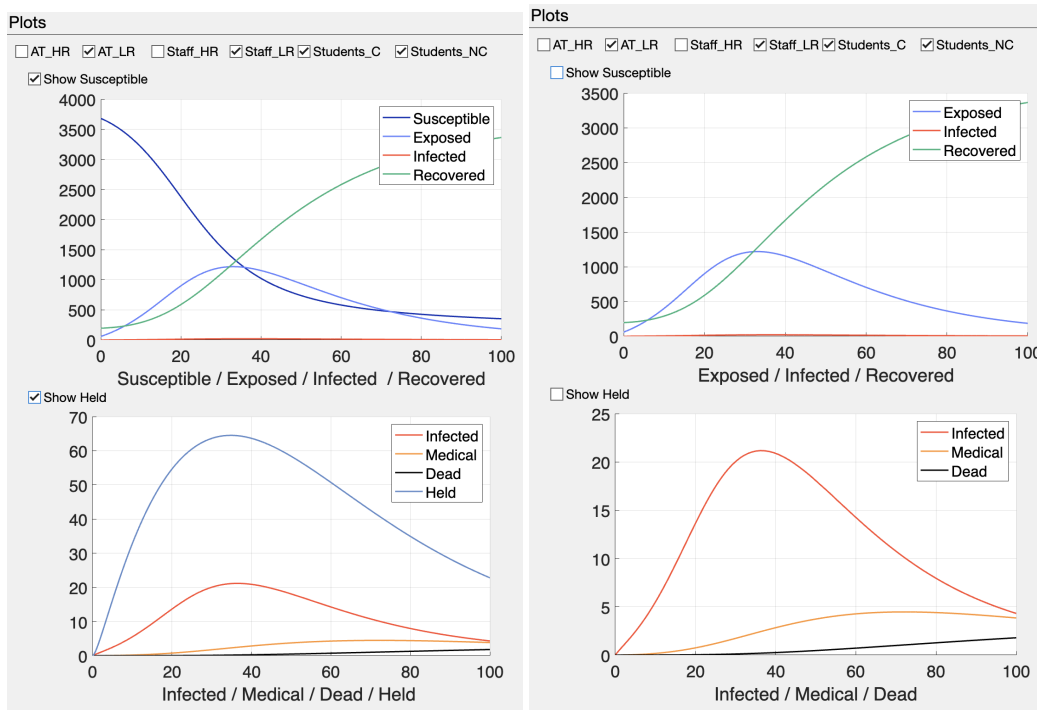 Plots
AT_HR AT_LR Staff_HR Staff_LR Students_C Students_NC
Show Susceptible
4000
3500
3000
2500
2000
1500
1000
500
0
Susceptible
Exposed
Infected
Recovered
0 20 40 60 80 100
Susceptible / Exposed / Infected / Recovered
Show Held
70
60
50
40
30
20
10
0
Infected
Medical
Dead
Held
0 20 40 60 80 100
Infected / Medical / Dead / Held
Plots
AT_HR AT_LR Staff_HR Staff_LR Students_C Students_NC
Show Susceptible
3500
3000
2500
2000
1500
1000
500
0
Exposed
Infected
Recovered
0 20 40 60 80 100
Exposed / Infected / Recovered
Show Held
25
20
15
10
5
0
Infected
Medical
Dead
0 20 40 60 80 100
Infected / Medical / Dead